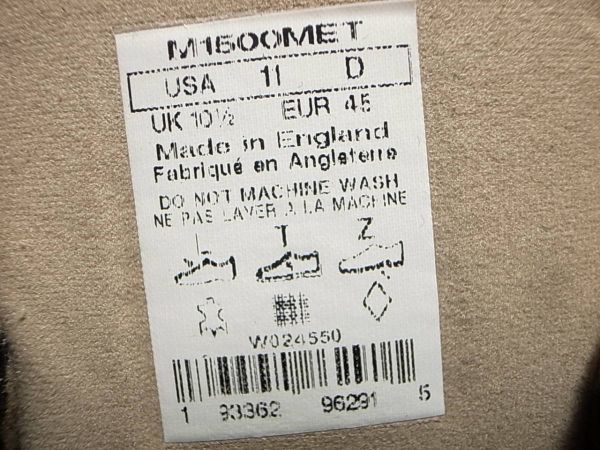 M1500MET
USA 11 D
UK 10½ EUR 45
Made in England
Fabriqué en Angleterre
DO NOT MACHINE WASH
NE PAS LAVER A LA MACHINE
W024550
1 93362 96291 5